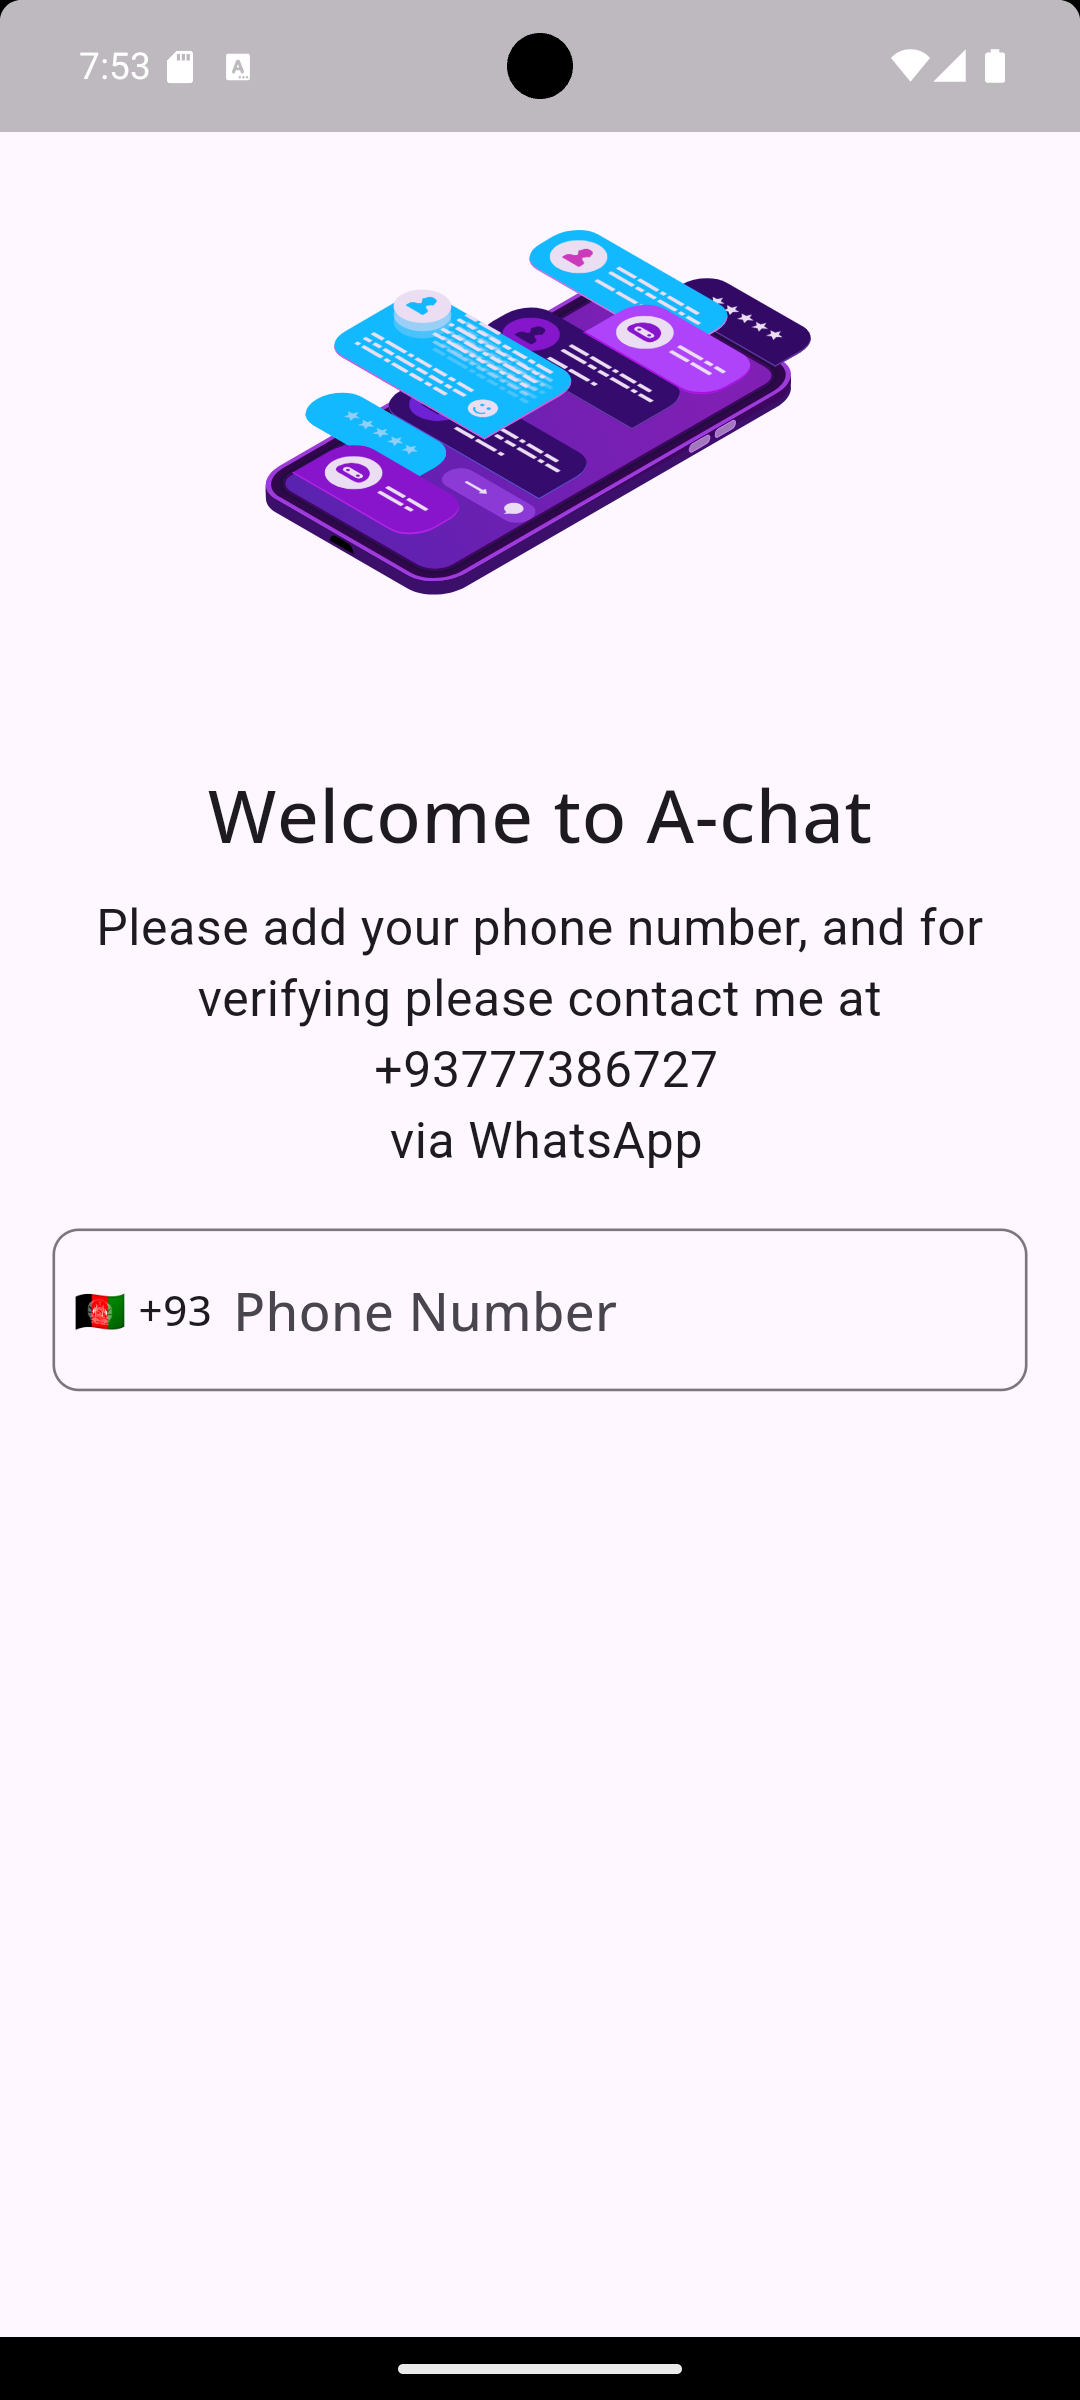 7:53
Welcome to A-chat
Please add your phone number, and for
verifying please contact me at
+93777386727
via WhatsApp
🇦🇫 +93 Phone Number